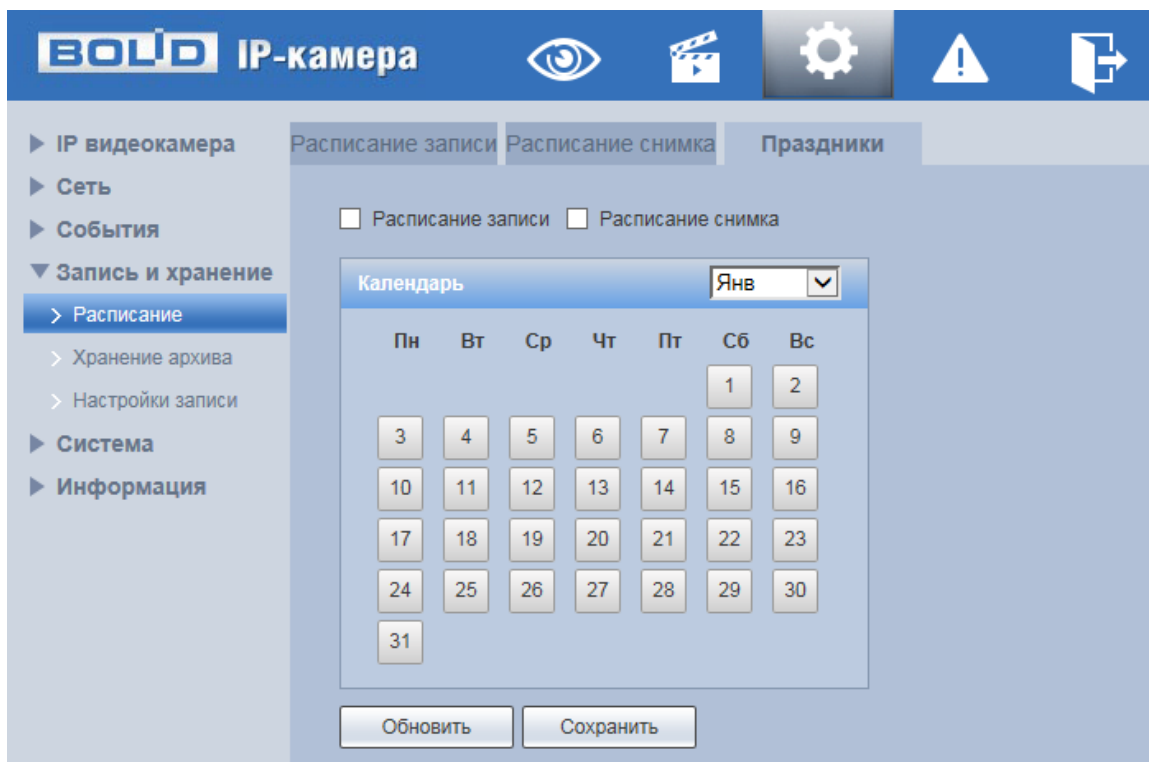 BOLID IP-камера
IP видеокамера
Сеть
События
Запись и хранение
Расписание
Хранение архива
Настройки записи
Система
Информация
Расписание записи Расписание снимка Праздники
Расписание записи Расписание снимка
Календарь Янв
Пн Вт Ср Чт Пт Сб Вс
1 2
3 4 5 6 7 8 9
10 11 12 13 14 15 16
17 18 19 20 21 22 23
24 25 26 27 28 29 30
31
Обновить Сохранить